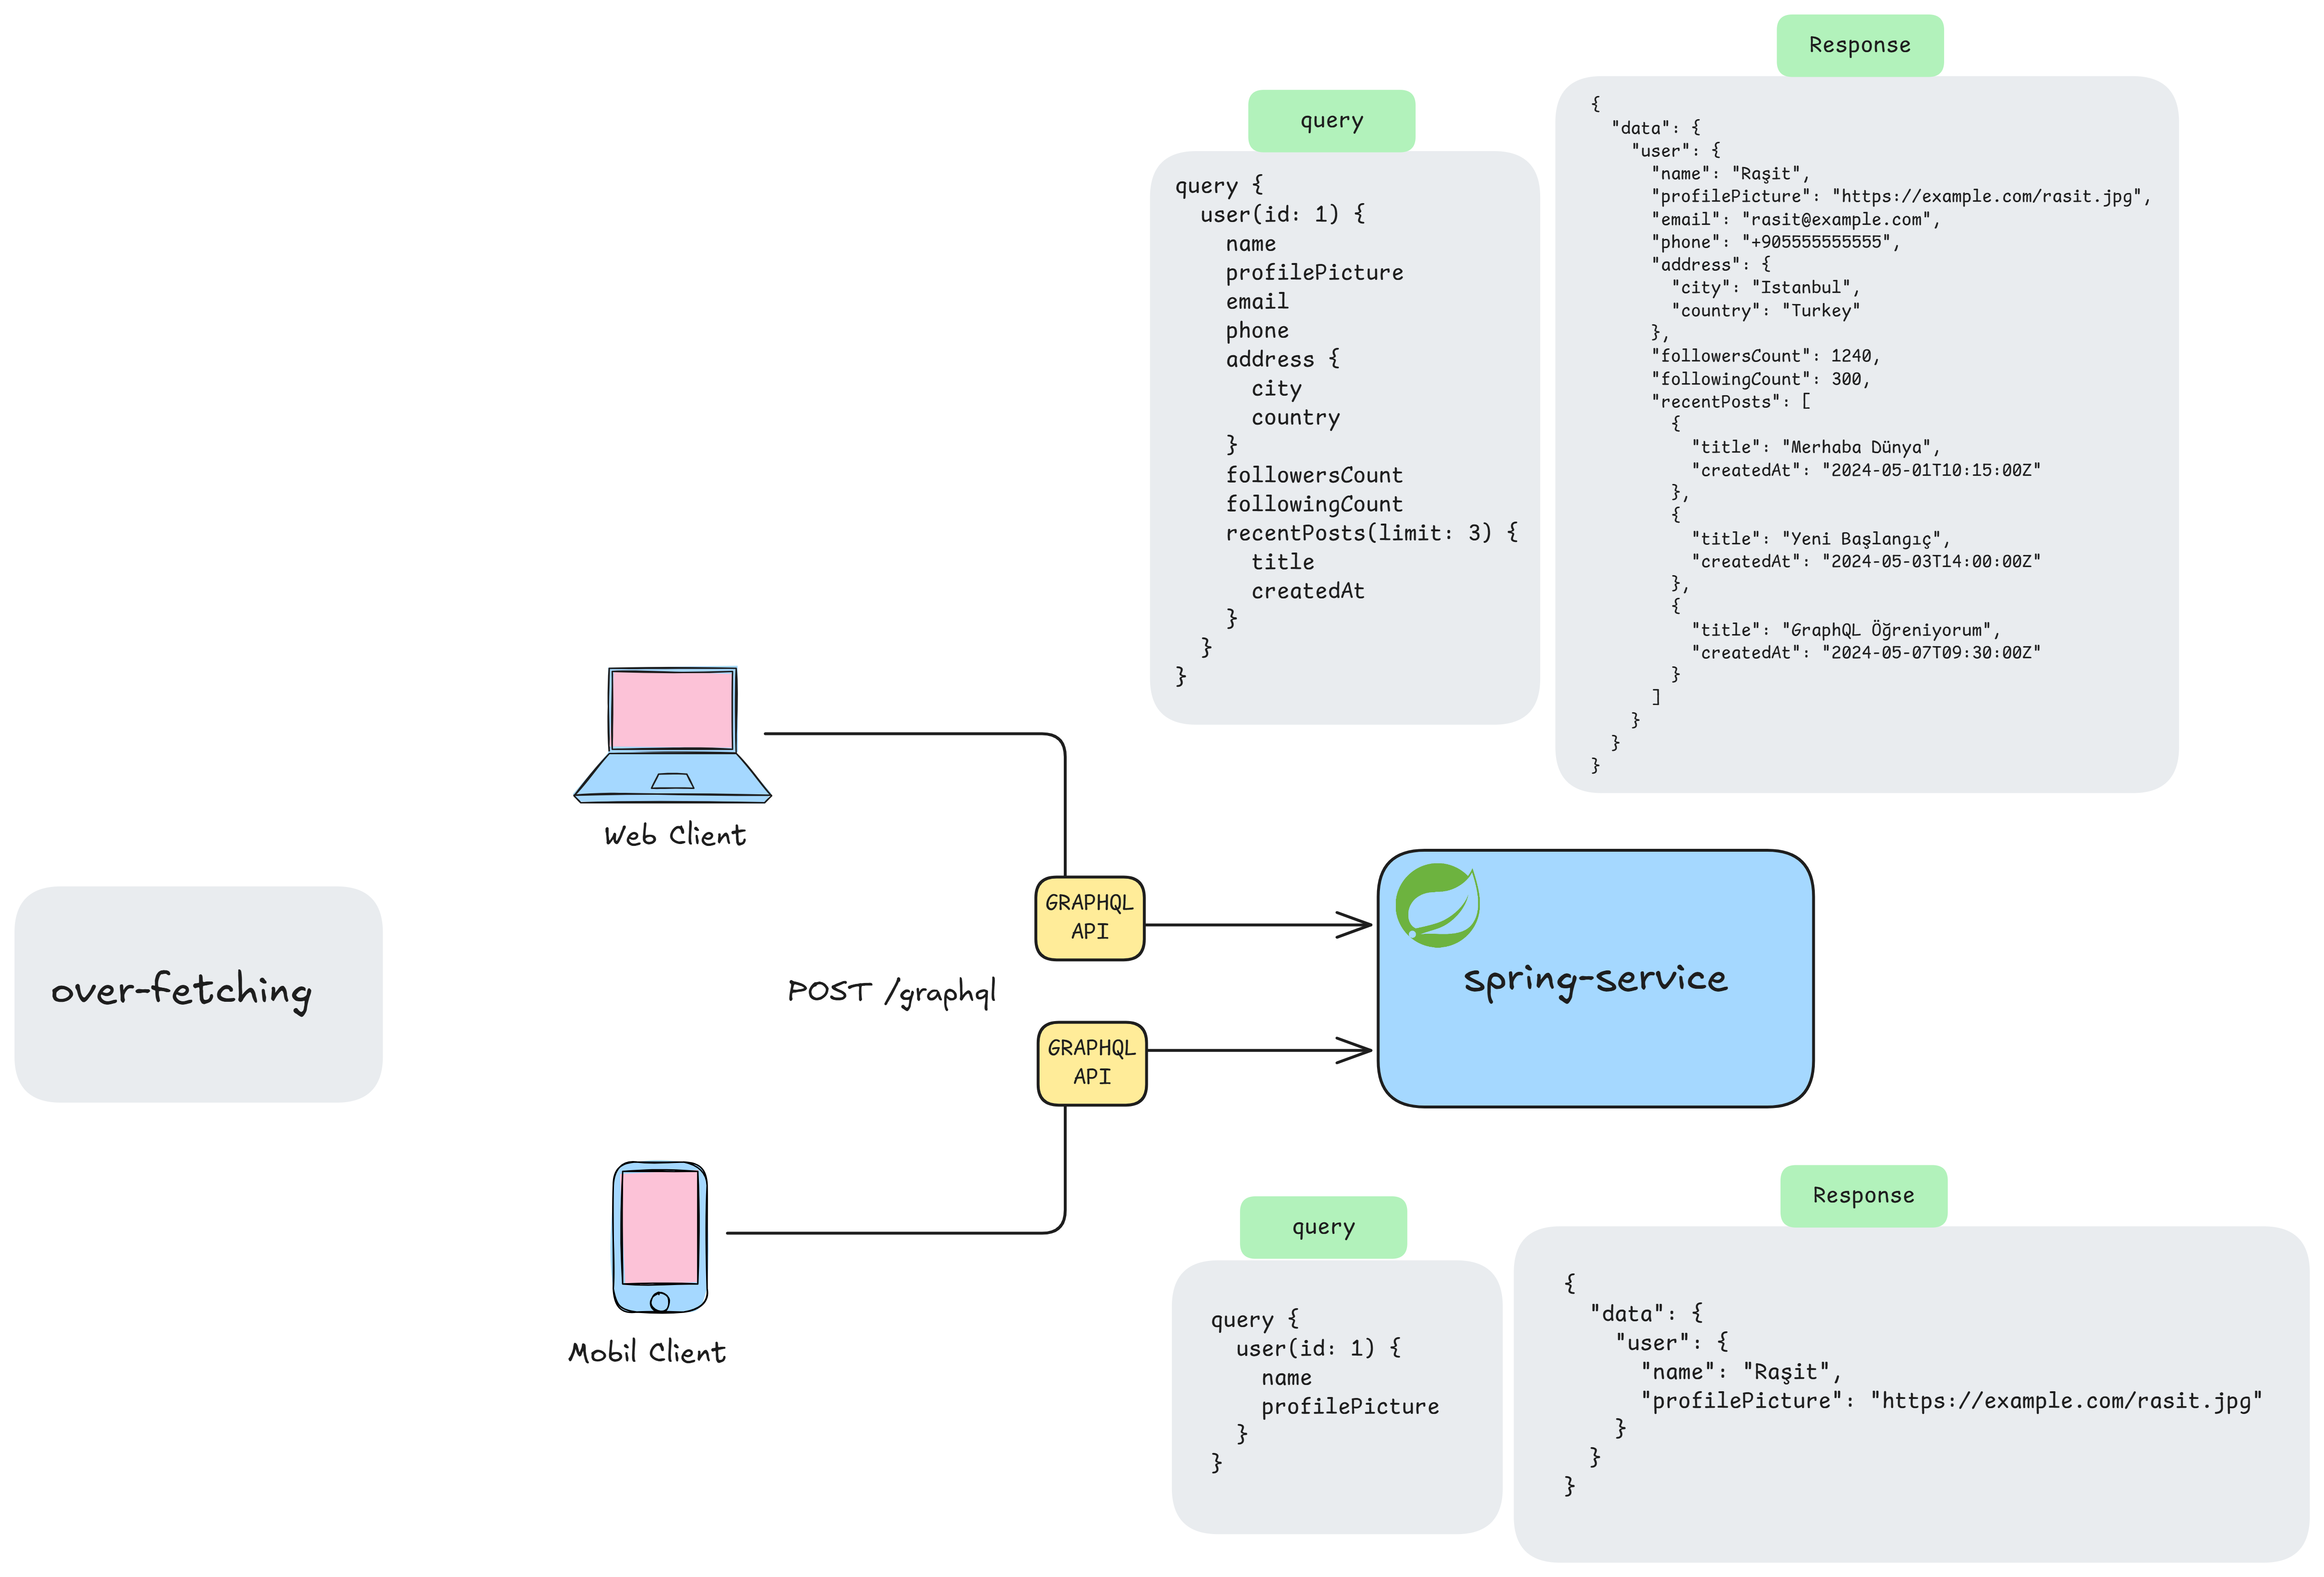 Response
{
  "data": {
    "user": {
      "name": "Raşit",
      "profilePicture": "https://example.com/rasit.jpg",
      "email": "rasit@example.com",
      "phone": "+905555555555",
      "address": {
        "city": "Istanbul",
        "country": "Turkey"
      },
      "followersCount": 1240,
      "followingCount": 300,
      "recentPosts": [
        {
          "title": "Merhaba Dünya",
          "createdAt": "2024-05-01T10:15:00Z"
        },
        {
          "title": "Yeni Başlangıç",
          "createdAt": "2024-05-03T14:00:00Z"
        },
        {
          "title": "GraphQL Öğreniyorum",
          "createdAt": "2024-05-07T09:30:00Z"
        }
      ]
    }
  }
}
query
query {
  user(id: 1) {
    name
    profilePicture
    email
    phone
    address {
      city
      country
    }
    followersCount
    followingCount
    recentPosts(limit: 3) {
      title
      createdAt
    }
  }
}
Web Client
GRAPHQL
API
over-fetching
POST /graphql
spring-service
GRAPHQL
API
Mobil Client
query
query {
  user(id: 1) {
    name
    profilePicture
  }
}
Response
{
  "data": {
    "user": {
      "name": "Raşit",
      "profilePicture": "https://example.com/rasit.jpg"
    }
  }
}